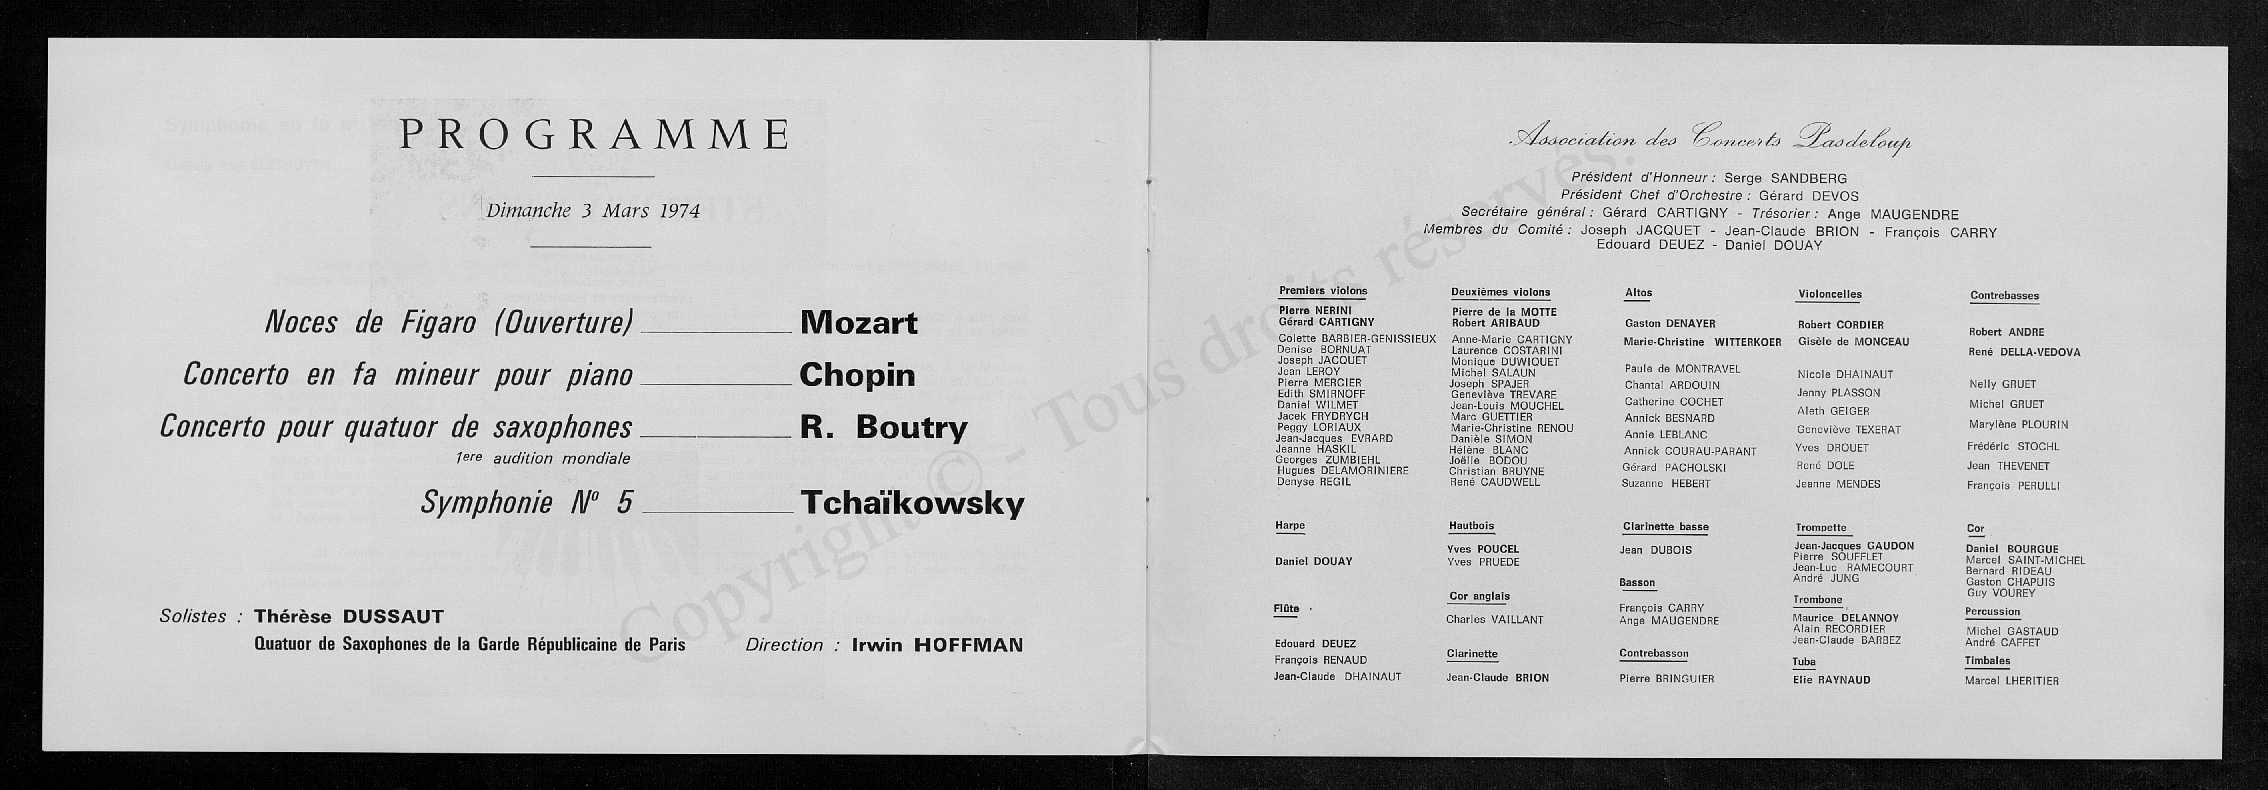 PROGRAMME
Dimanche 3 Mars 1974
Noces de Figaro (Ouverture) Mozart
Concerto en fa mineur pour piano Chopin
Concerto pour quatuor de saxophones R. Boutry
1ere audition mondiale
Symphonie No 5 Tchaïkowsky
Solistes : Thérèse DUSSAUT
Quatuor de Saxophones de la Garde Républicaine de Paris
Direction : Irwin HOFFMAN
Association des Concerts Pasdeloup
Président d'Honneur : Serge SANDBERG
Président Chef d'Orchestre : Gérard DEVOS
Secrétaire général : Gérard CARTIGNY - Trésorier : Ange MAUGENDRE
Membres du Comité : Joseph JACQUET - Jean-Claude BRION - François CARRY
Edouard DEUEZ - Daniel DOUAY
Premiers violons
Pierre NERINI
Gérard CARTIGNY
Colette BARBIER-GENISSIEUX
Denise BORNUAT
Joseph JACQUET
Jean LEROY
Pierre MERCIER
Edith SMIRNOFF
Daniel WILMET
Jacek FRYDRYCH
Peggy LORIAUX
Jean-Jacques EVRARD
Jeanne HASKIL
Georges ZUMBIEHL
Hugues DELAMORINIERE
Denyse REGIL
Deuxièmes violons
Pierre de la MOTTE
Robert ARIBAUD
Anne-Marie CARTIGNY
Laurence COSTARINI
Monique DUWIQUET
Michel SALAUN
Joseph SPAJER
Geneviève TREVARE
Jean-Louis MOUCHEL
Marc GUETTIER
Marie-Christine RENOU
Danièle SIMON
Hélène BLANC
Joëlle BODOU
Christian BRUYNE
René CAUDWELL
Altos
Gaston DENAYER
Marie-Christine WITTERKOER
Paule de MONTRAVEL
Chantal ARDOUIN
Catherine COCHET
Annick BESNARD
Annie LEBLANC
Annick COURAU-PARANT
Gérard PACHOLSKI
Suzanne HEBERT
Violoncelles
Robert CORDIER
Gisèle de MONCEAU
Nicole DHAINAUT
Jenny PLASSON
Aleth GEIGER
Geneviève TEXERAT
Yves DROUET
René DOLE
Jeanne MENDES
Contrebasses
Robert ANDRE
René DELLA-VEDOVA
Nelly GRUET
Michel GRUET
Marylène PLOURIN
Frédéric STOCHL
Jean THEVENET
François PERULLI
Harpe
Daniel DOUAY
Flûte
Edouard DEUEZ
François RENAUD
Jean-Claude DHAINAUT
Hautbois
Yves POUCEL
Yves PRUEDE
Cor anglais
Charles VAILLANT
Clarinette
Jean-Claude BRION
Clarinette basse
Jean DUBOIS
Basson
François CARRY
Ange MAUGENDRE
Contrebasson
Pierre BRINGUIER
Trompette
Jean-Jacques GAUDON
Pierre SOUFFLET
Jean-Luc RAMECOURT
André JUNG
Trombone
Maurice DELANNOY
Alain RECORDIER
Jean-Claude BARBEZ
Tuba
Elie RAYNAUD
Cor
Daniel BOURGUE
Marcel SAINT-MICHEL
Bernard RIDEAU
Gaston CHAPUIS
Guy VOUREY
Percussion
Michel GASTAUD
André CAFFET
Timbales
Marcel LHERITIER
Copyright © - Tous droits réservés.